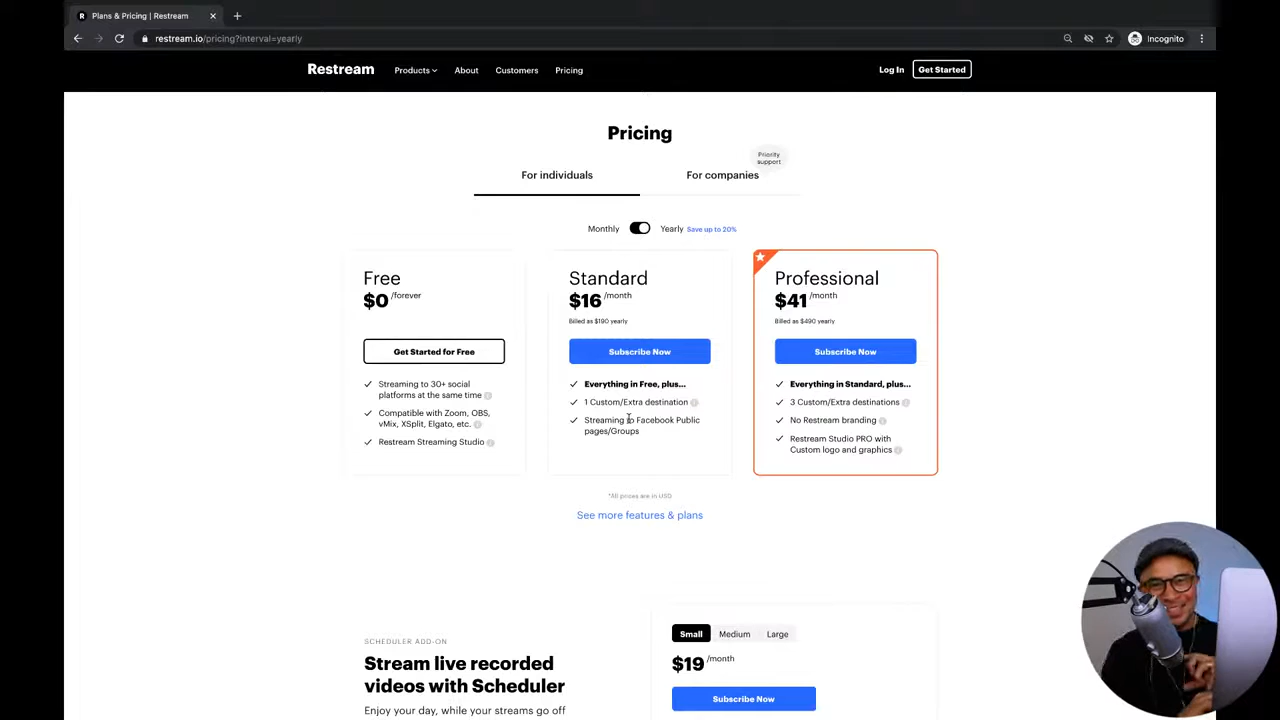 Plans & Pricing | Restream
restream.io/pricing?interval=yearly
Incognito
Restream
Products
About
Customers
Pricing
Log In
Get Started
Pricing
For individuals
For companies
Priority
support
Monthly
Yearly
Save up to 20%
Free
$0 /forever
Get Started for Free
Streaming to 30+ social
platforms at the same time
Compatible with Zoom, OBS,
vMix, XSplit, Elgato, etc.
Restream Streaming Studio
Standard
$16 /month
Billed as $190 yearly
Subscribe Now
Everything in Free, plus...
1 Custom/Extra destination
Streaming to Facebook Public
pages/Groups
Professional
$41 /month
Billed as $490 yearly
Subscribe Now
Everything in Standard, plus...
3 Custom/Extra destinations
No Restream branding
Restream Studio PRO with
Custom logo and graphics
*All prices are in USD
See more features & plans
SCHEDULER ADD-ON
Stream live recorded
videos with Scheduler
Enjoy your day, while your streams go off
Small
Medium
Large
$19 /month
Subscribe Now